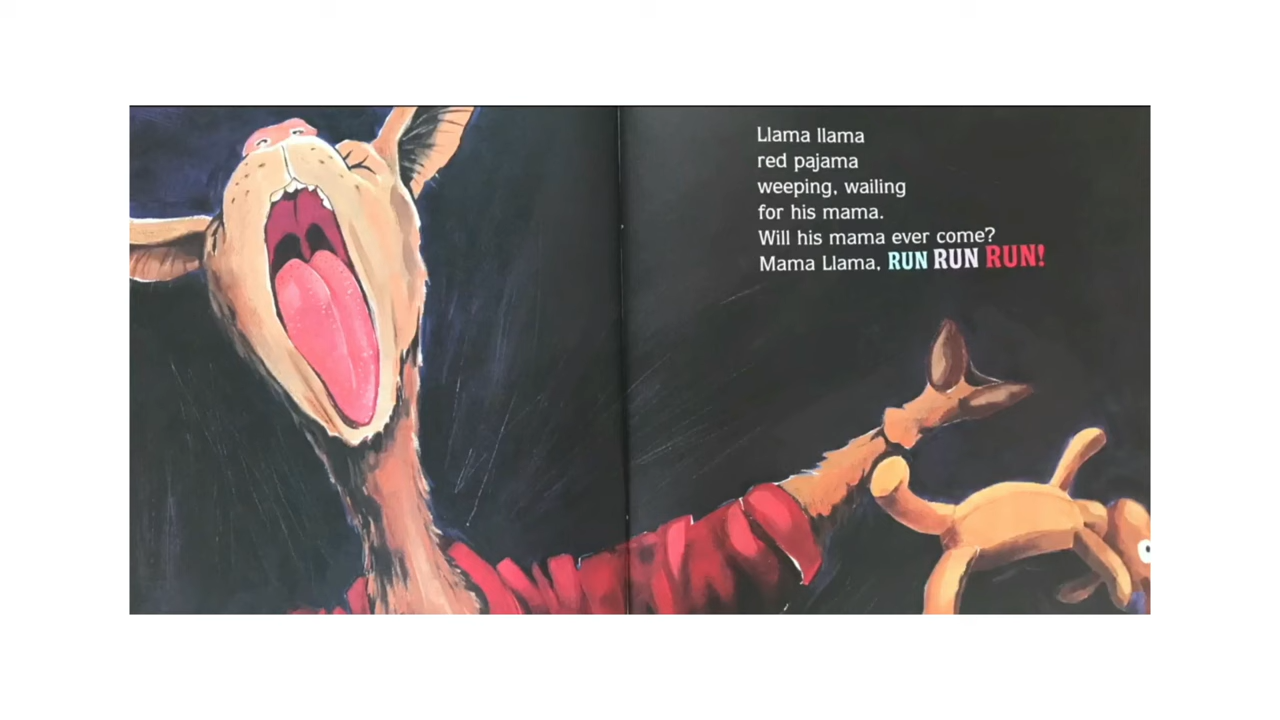 Llama llama
red pajama
weeping, wailing
for his mama.
Will his mama ever come?
Mama Llama, RUN RUN RUN!